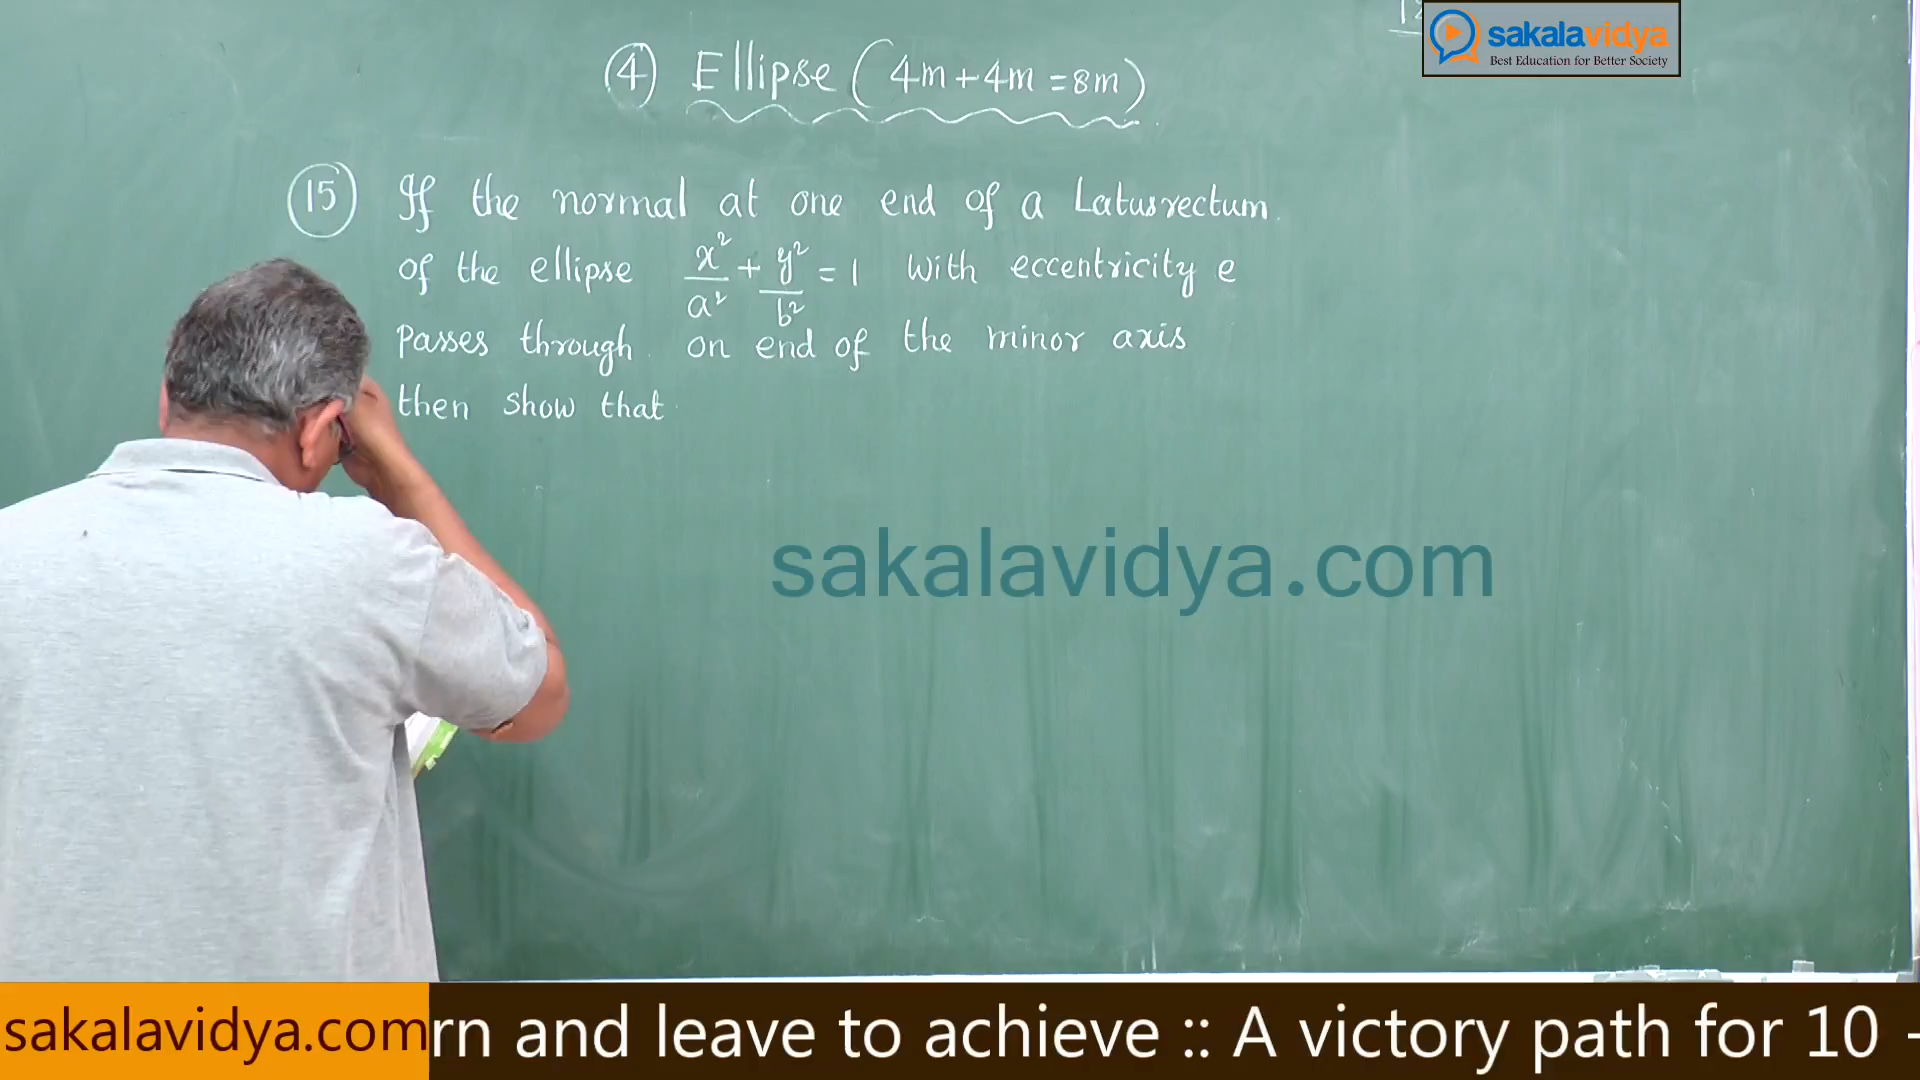 sakalavidya
Best Education for Better Society
④ Ellipse (4m+4m=8m)
⑮ If the normal at one end of a Latusrectum
of the ellipse x²/a² + y²/b² = 1 with eccentricity e
passes through on end of the minor axis
then show that
sakalavidya.com
sakalavidya.com rn and leave to achieve :: A victory path for 10 -